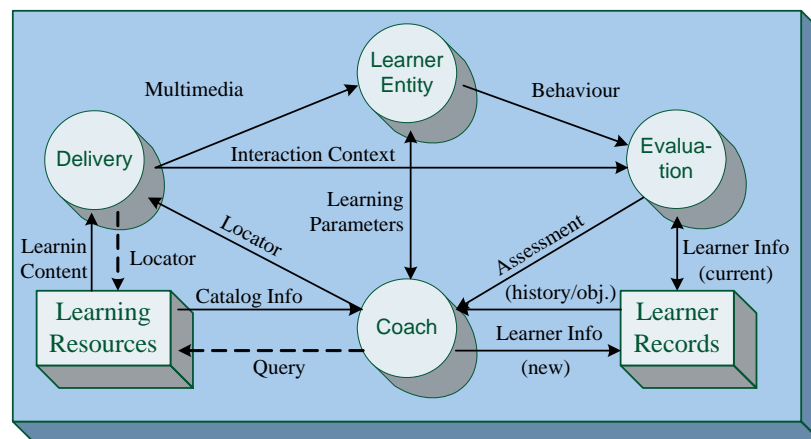 Learner
Entity
Multimedia
Behaviour
Delivery
Interaction Context
Evalua-
tion
Learning
Parameters
Locator
Assessment
Learnin
Content
Locator
Learner Info
(current)
Learning
Resources
Catalog Info
Coach
(history/obj.)
Learner
Records
Learner Info
Query
(new)